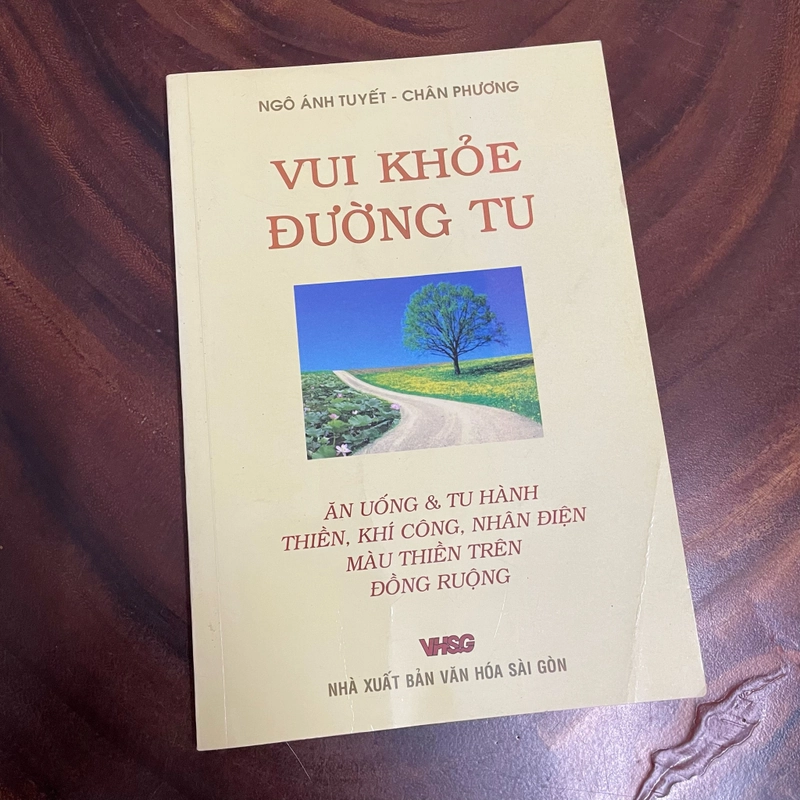 NGÔ ÁNH TUYẾT - CHÂN PHƯƠNG
VUI KHỎE
ĐƯỜNG TU
ĂN UỐNG & TU HÀNH
THIỀN, KHÍ CÔNG, NHÂN ĐIỆN
MÀU THIỀN TRÊN
ĐỒNG RUỘNG
VHSG
NHÀ XUẤT BẢN VĂN HÓA SÀI GÒN